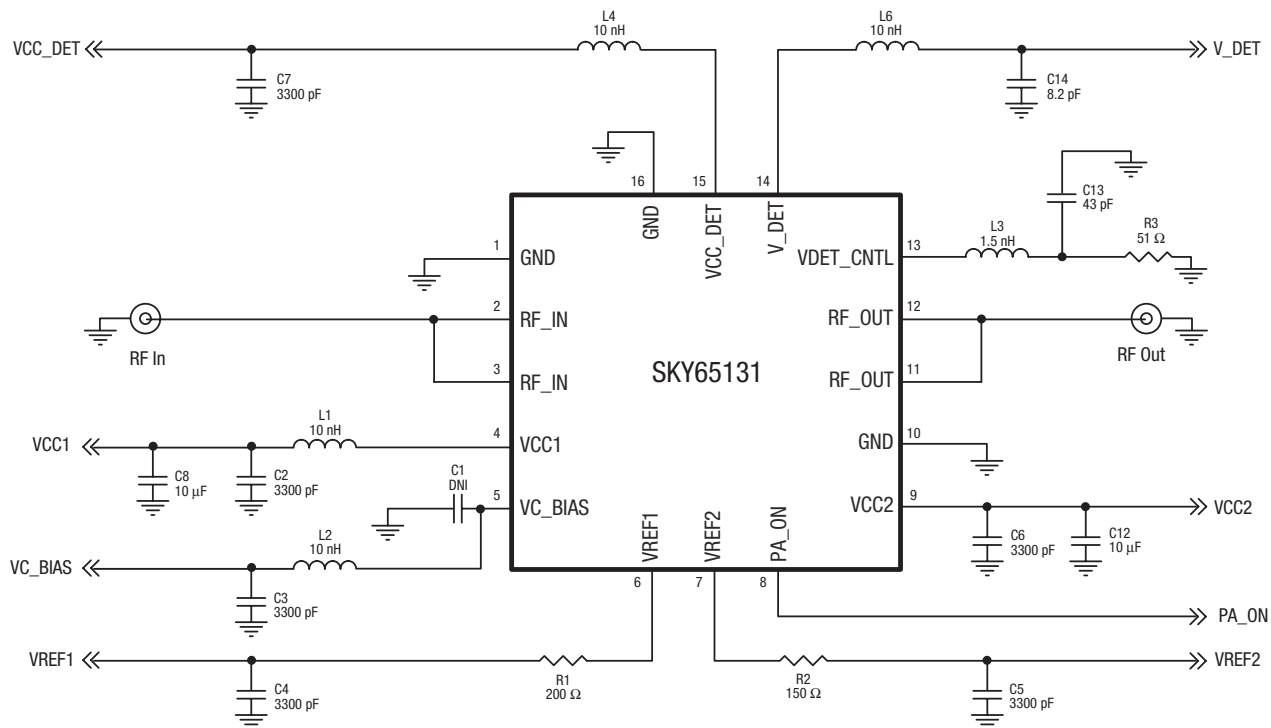 L4
10 nH
L6
10 nH
VCC_DET
V_DET
C7
3300 pF
C14
8.2 pF
16
15
14
C13
43 pF
GND
VCC_DET
V_DET
L3
1.5 nH
R3
51 Ω
1
GND
VDET_CNTL
13
2
RF_IN
RF_OUT
12
RF In
RF Out
SKY65131
3
RF_IN
RF_OUT
11
L1
10 nH
VCC1
4
VCC1
GND
10
C8
10 µF
C2
3300 pF
C1
DNI
5
VC_BIAS
VCC2
9
VCC2
VREF1
VREF2
PA_ON
L2
10 nH
C6
3300 pF
C12
10 µF
VC_BIAS
6
7
8
C3
3300 pF
PA_ON
VREF1
VREF2
R1
200 Ω
R2
150 Ω
C4
3300 pF
C5
3300 pF